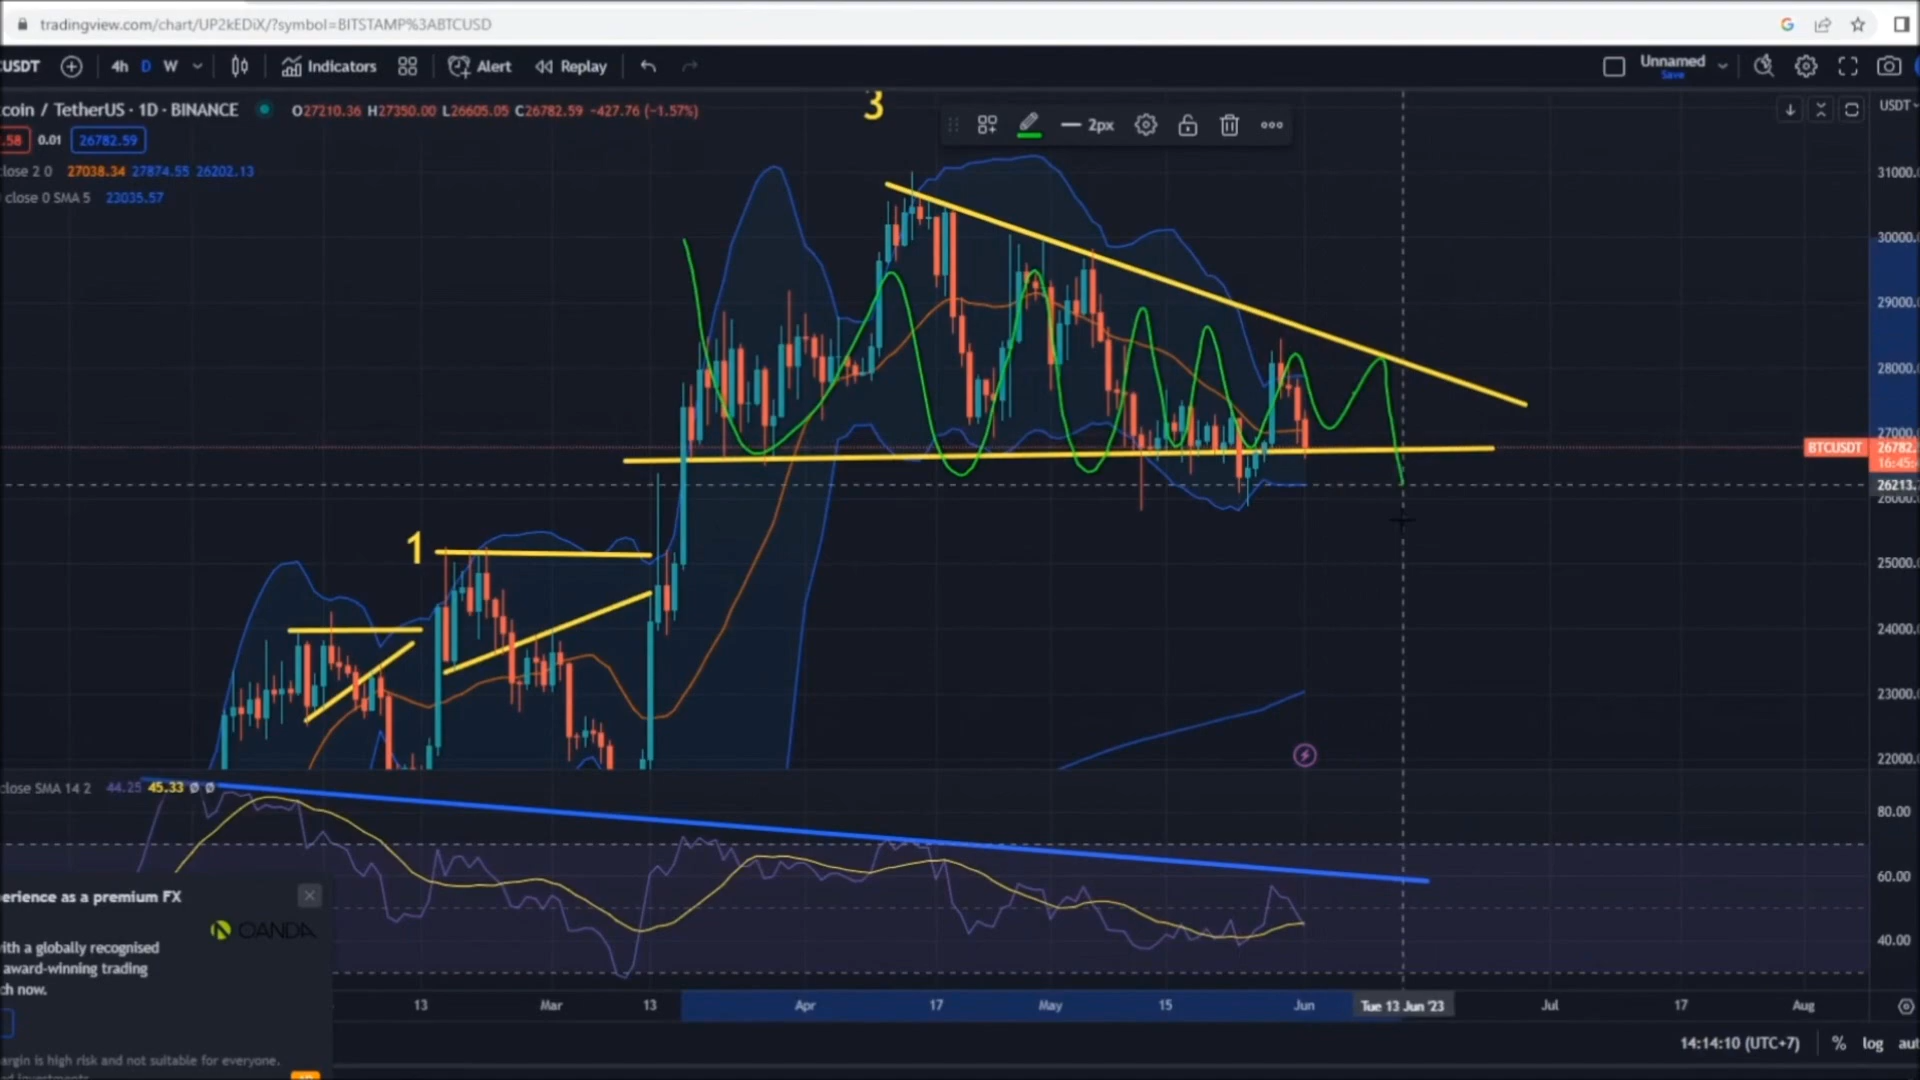 tradingview.com/chart/UP2kEDiX/?symbol=BITSTAMP%3ABTCUSD
USDT 4h D W Indicators Alert Replay Unnamed
Save
coin / TetherUS · 1D · BINANCE O27210.36 H27350.00 L26605.05 C26782.59 -427.76 (-1.57%)
USDT
.58 0.01 26782.59
close 2 0 27038.34 27874.55 26202.13
close 0 SMA 5 23035.57
3
2px
31000.
30000.
29000.
28000.
27000.
BTCUSDT 26782.
16:45:
26213.
26000.
1
25000.
24000.
23000.
22000.
close SMA 14 2 44.25 45.33 Ø Ø
80.00
60.00
40.00
erience as a premium FX
OANDA
ith a globally recognised
award-winning trading
ch now.
argin is high risk and not suitable for everyone.
13 Mar 13 Apr 17 May 15 Jun Tue 13 Jun '23 Jul 17 Aug
14:14:10 (UTC+7) % log aut